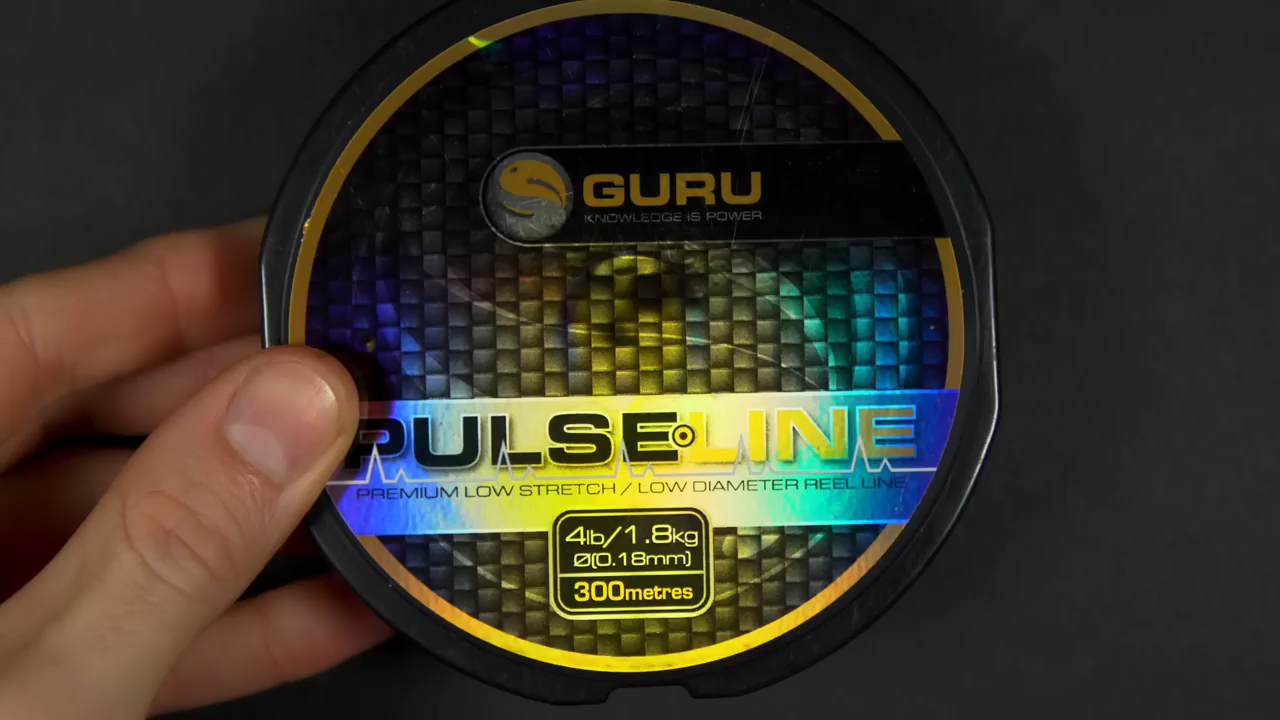 GURU
KNOWLEDGE IS POWER
PULSE LINE
PREMIUM LOW STRETCH / LOW DIAMETER REEL LINE
4lb/1.8kg
Ø(0.18mm)
300metres